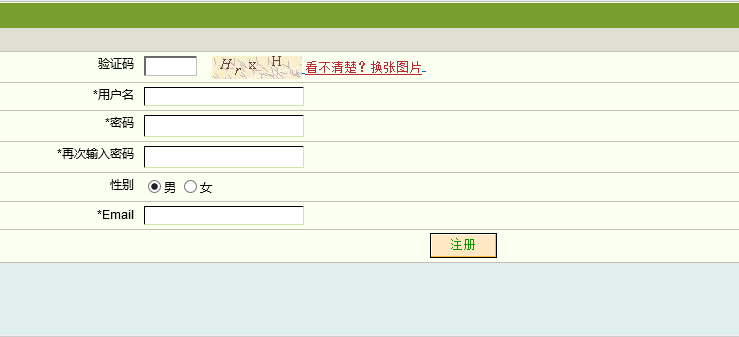 验证码 Hr x H 看不清楚？换张图片
*用户名
*密码
*再次输入密码
性别 男 女
*Email
注册